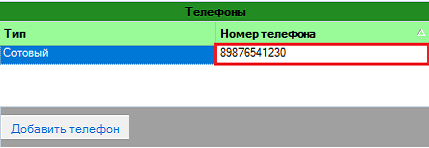 Телефоны
Тип Номер телефона
Сотовый 89876541230
Добавить телефон